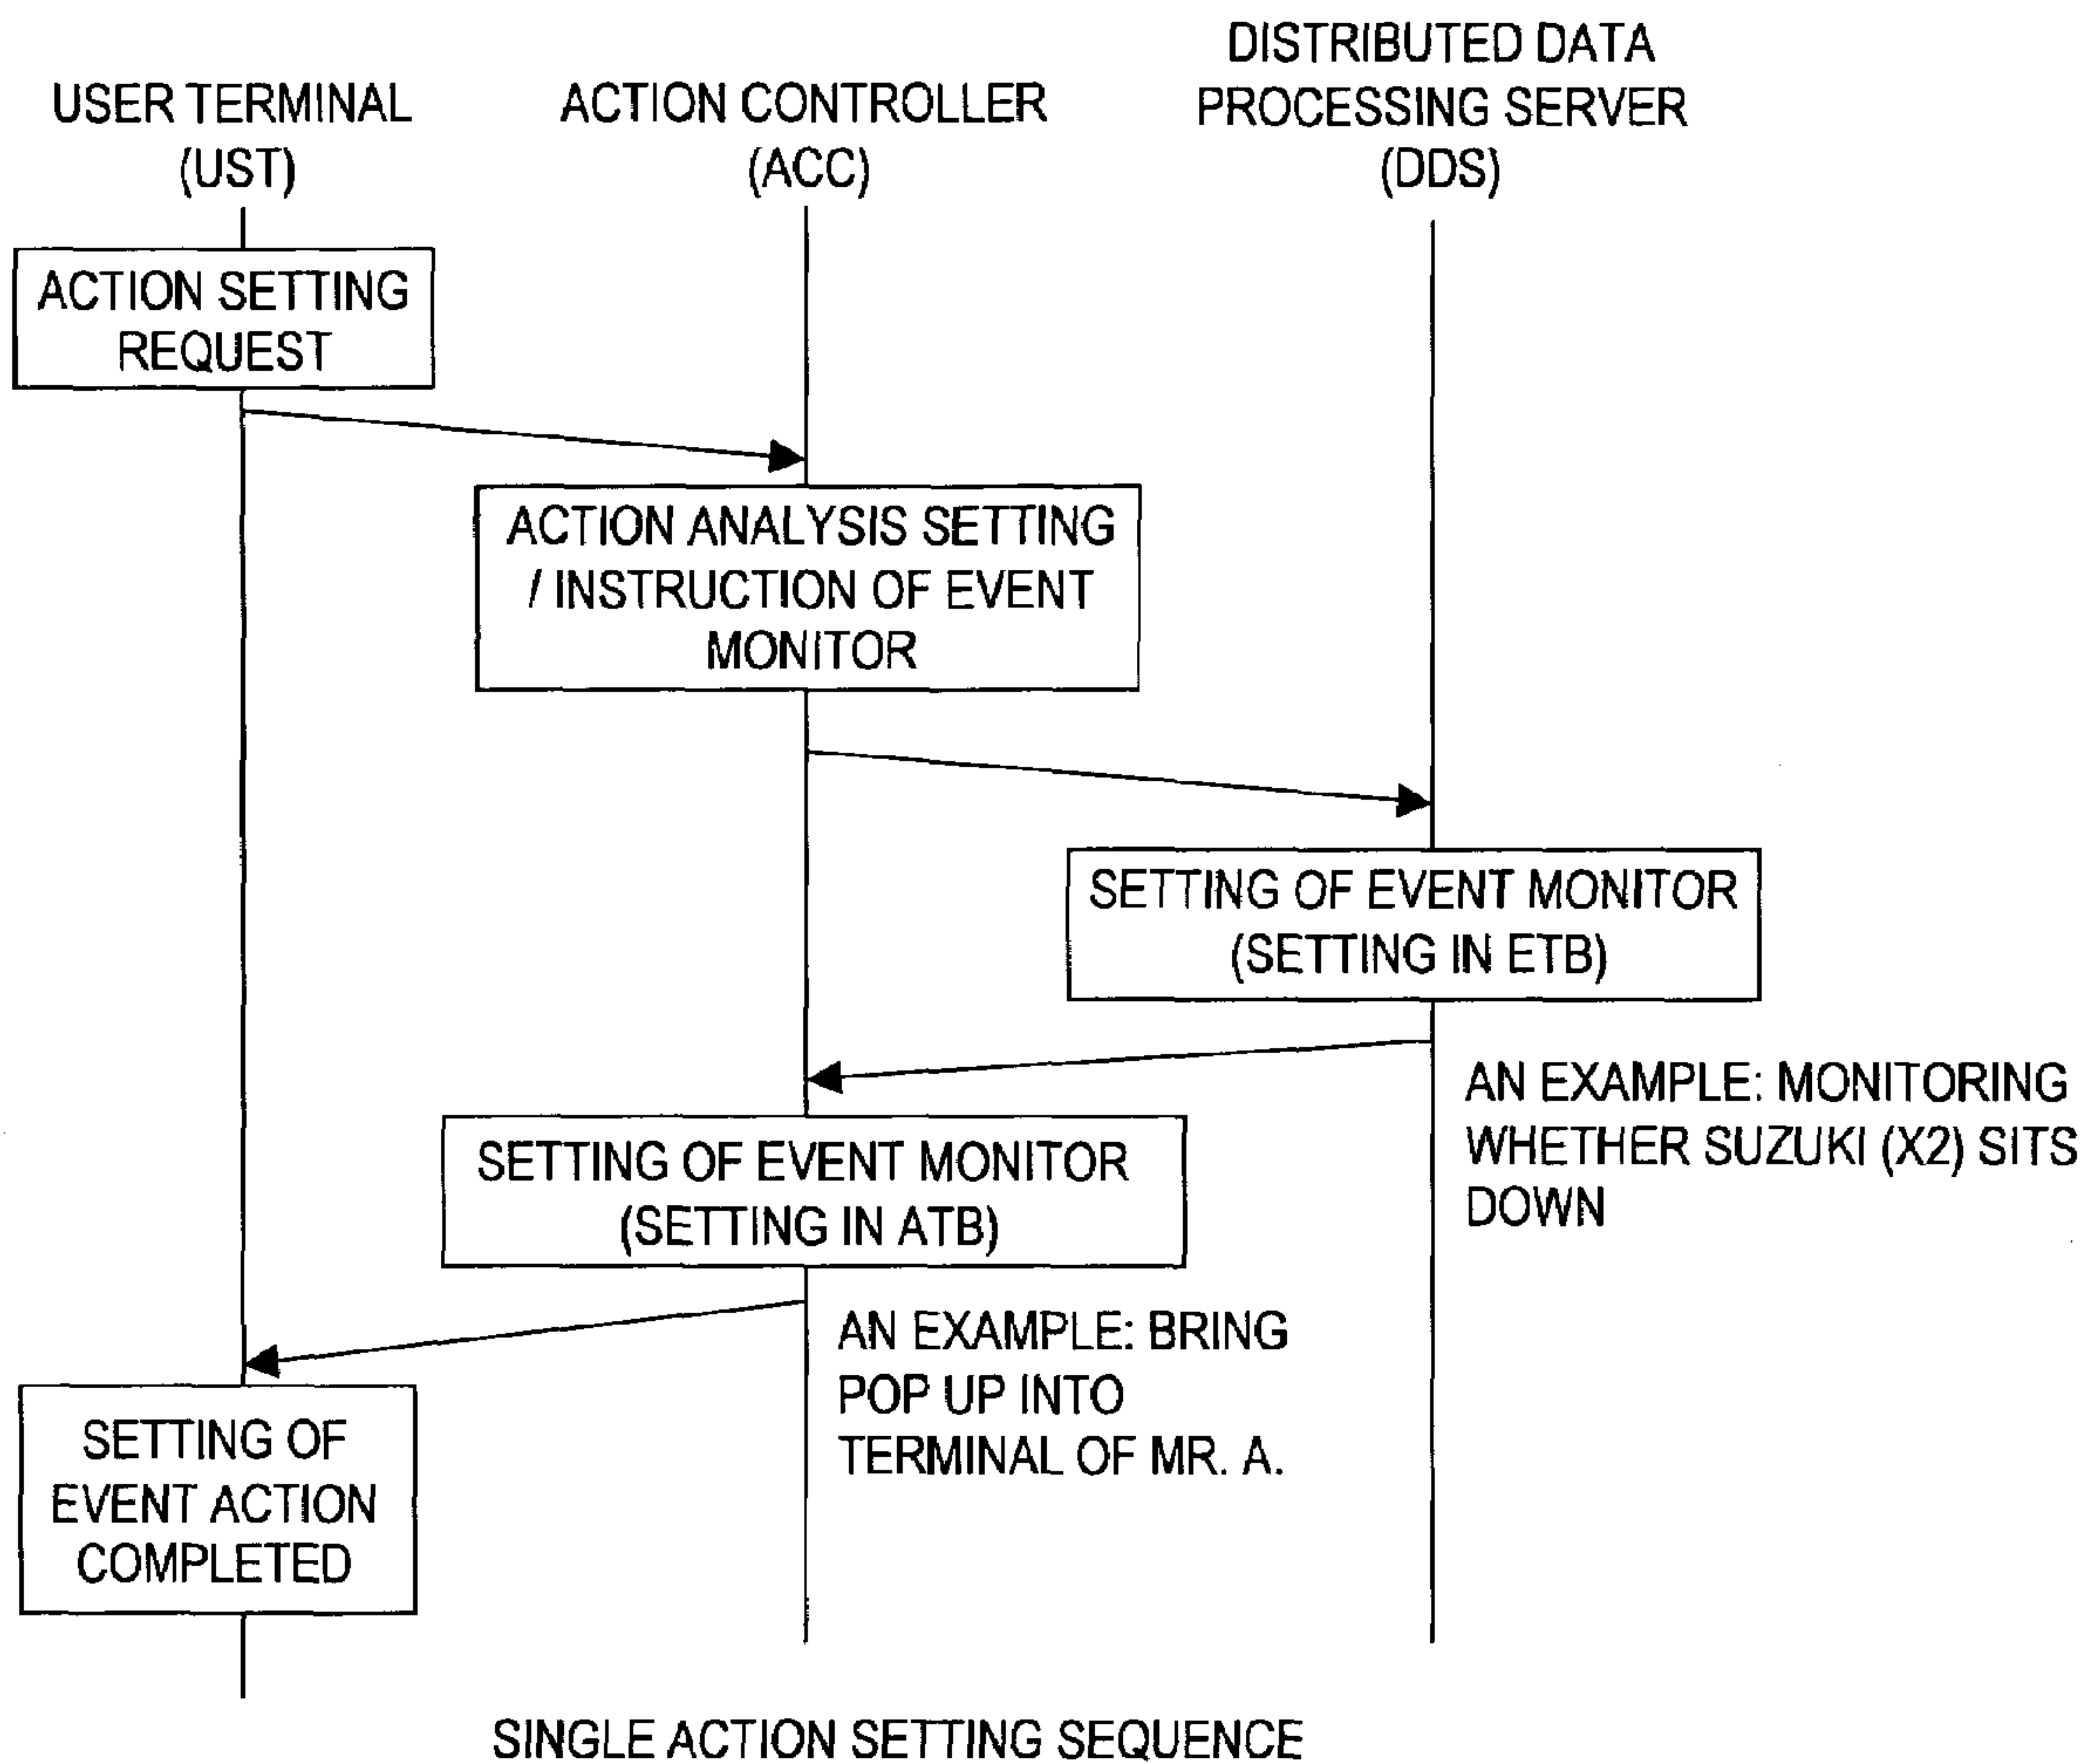 USER TERMINAL
(UST)
ACTION CONTROLLER
(ACC)
DISTRIBUTED DATA
PROCESSING SERVER
(DDS)
ACTION SETTING
REQUEST
ACTION ANALYSIS SETTING
/ INSTRUCTION OF EVENT
MONITOR
SETTING OF EVENT MONITOR
(SETTING IN ETB)
AN EXAMPLE: MONITORING
WHETHER SUZUKI (X2) SITS
DOWN
SETTING OF EVENT MONITOR
(SETTING IN ATB)
AN EXAMPLE: BRING
POP UP INTO
TERMINAL OF MR. A.
SETTING OF
EVENT ACTION
COMPLETED
SINGLE ACTION SETTING SEQUENCE